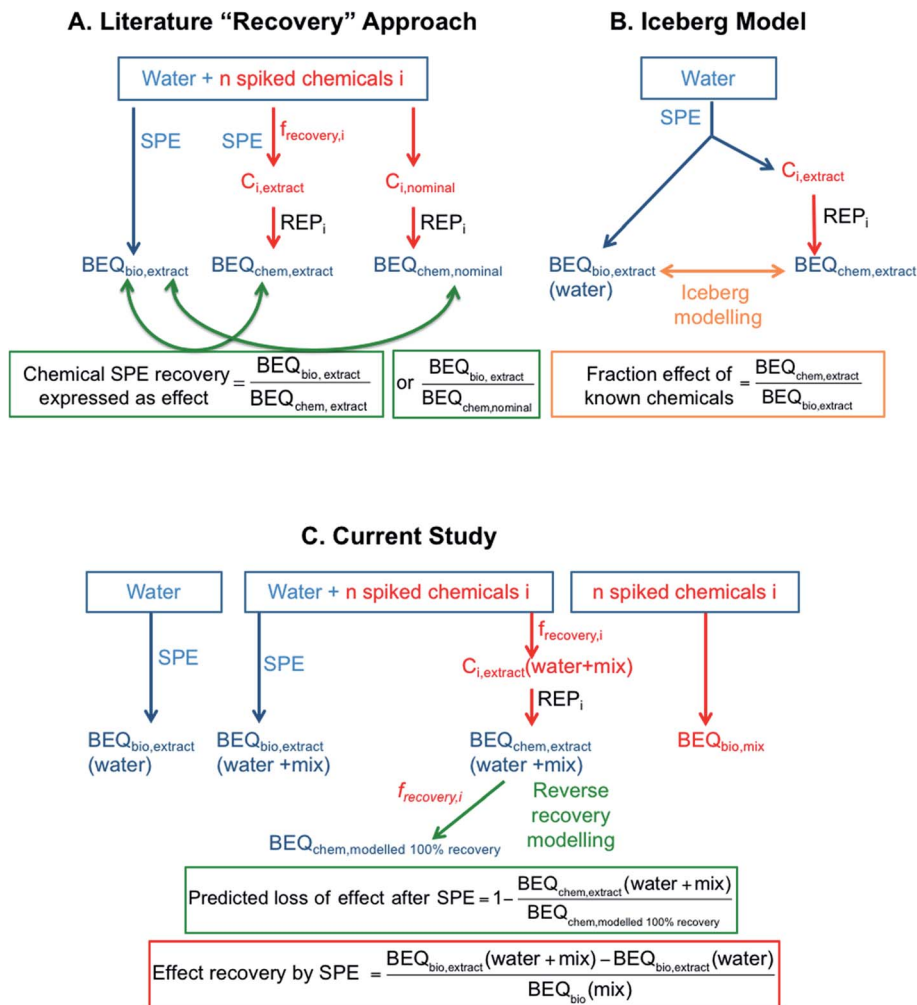 A. Literature “Recovery” Approach
Water + n spiked chemicals i
SPE
SPE
f_recovery,i
C_i,extract
C_i,nominal
REP_i
REP_i
BEQ_bio,extract
BEQ_chem,extract
BEQ_chem,nominal
Chemical SPE recovery expressed as effect = BEQ_bio, extract / BEQ_chem, extract
or BEQ_bio, extract / BEQ_chem,nominal
B. Iceberg Model
Water
SPE
C_i,extract
REP_i
BEQ_bio,extract
(water)
BEQ_chem,extract
Iceberg
modelling
Fraction effect of known chemicals = BEQ_chem,extract / BEQ_bio,extract
C. Current Study
Water
Water + n spiked chemicals i
n spiked chemicals i
SPE
SPE
f_recovery,i
C_i,extract(water+mix)
REP_i
BEQ_bio,extract
(water)
BEQ_bio,extract
(water +mix)
BEQ_chem,extract
(water +mix)
BEQ_bio,mix
f_recovery,i
Reverse
recovery
modelling
BEQ_chem,modelled 100% recovery
Predicted loss of effect after SPE = 1− BEQ_chem,extract (water + mix) / BEQ_chem,modelled 100% recovery
Effect recovery by SPE = BEQ_bio,extract (water + mix) − BEQ_bio,extract (water) / BEQ_bio (mix)